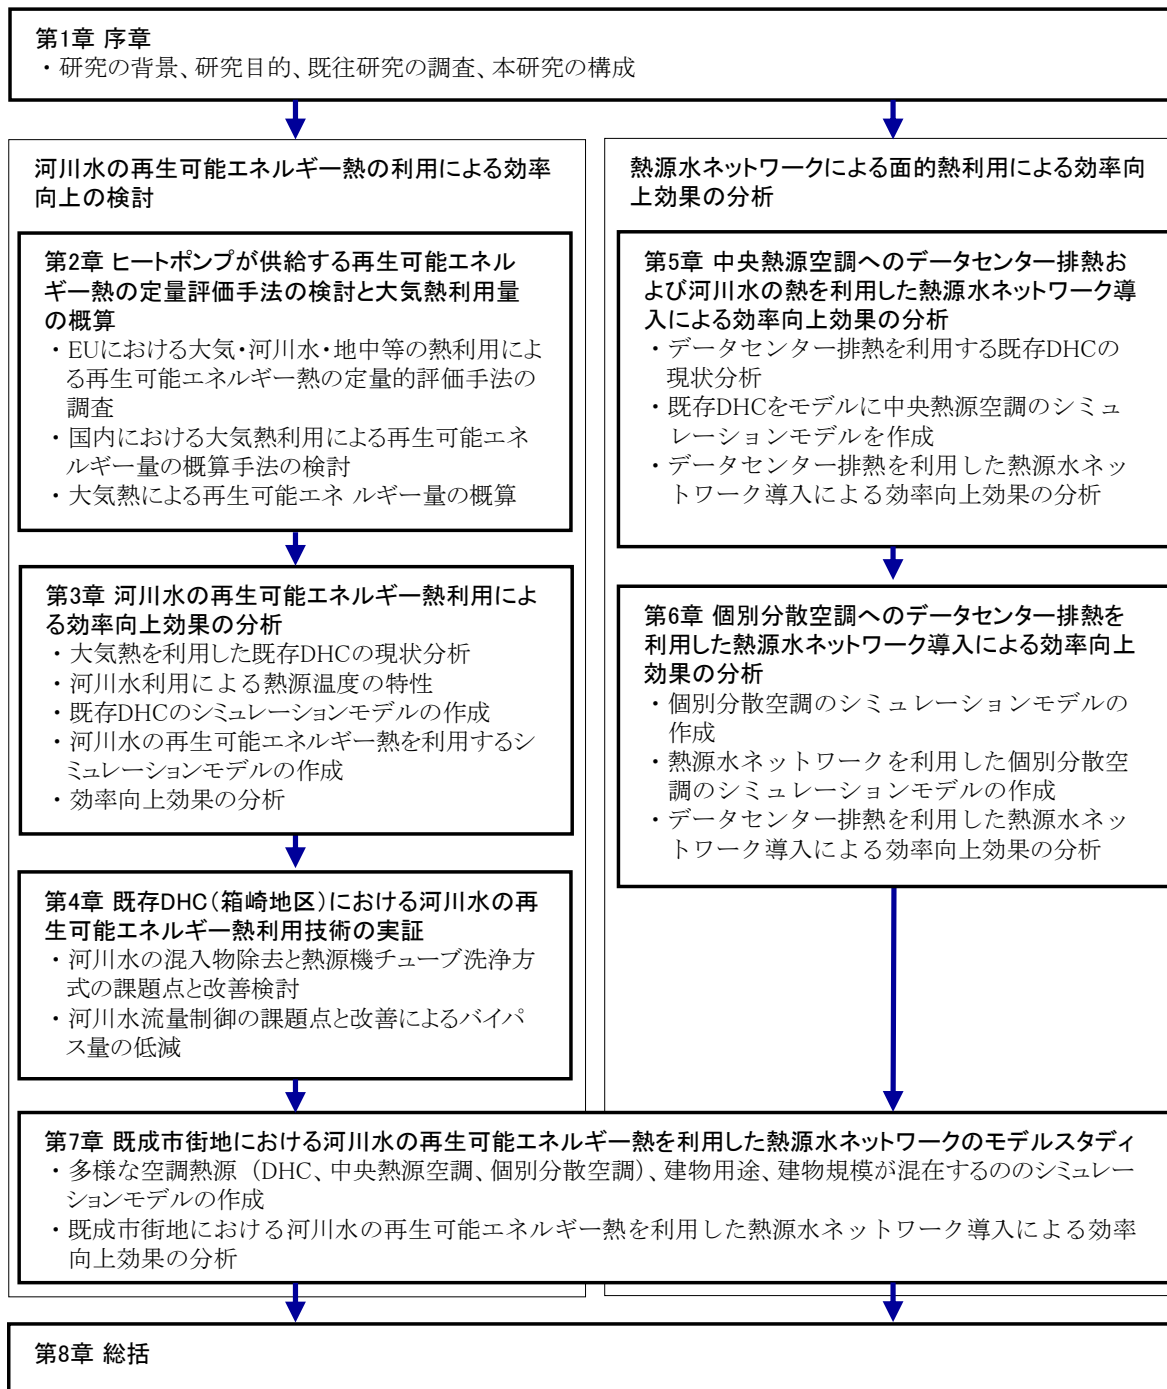 第1章 序章
・研究の背景、研究目的、既往研究の調査、本研究の構成
河川水の再生可能エネルギー熱の利用による効率
向上の検討
第2章 ヒートポンプが供給する再生可能エネル
ギー熱の定量評価手法の検討と大気熱利用量
の概算
・EUにおける大気・河川水・地中等の熱利用によ
る再生可能エネルギー熱の定量的評価手法の
調査
・国内における大気熱利用による再生可能エネ
ルギー量の概算手法の検討
・大気熱による再生可能エネ ルギー量の概算
第3章 河川水の再生可能エネルギー熱利用によ
る効率向上効果の分析
・大気熱を利用した既存DHCの現状分析
・河川水利用による熱源温度の特性
・既存DHCのシミュレーションモデルの作成
・河川水の再生可能エネルギー熱を利用するシ
ミュレーションモデルの作成
・効率向上効果の分析
第4章 既存DHC（箱崎地区）における河川水の再
生可能エネルギー熱利用技術の実証
・河川水の混入物除去と熱源機チューブ洗浄方
式の課題点と改善検討
・河川水流量制御の課題点と改善によるバイパ
ス量の低減
熱源水ネットワークによる面的熱利用による効率向
上効果の分析
第5章 中央熱源空調へのデータセンター排熱お
よび河川水の熱を利用した熱源水ネットワーク導
入による効率向上効果の分析
・データセンター排熱を利用する既存DHCの
現状分析
・既存DHCをモデルに中央熱源空調のシミュ
レーションモデルを作成
・データセンター排熱を利用した熱源水ネッ
トワーク導入による効率向上効果の分析
第6章 個別分散空調へのデータセンター排熱を
利用した熱源水ネットワーク導入による効率向上
効果の分析
・個別分散空調のシミュレーションモデルの
作成
・熱源水ネットワークを利用した個別分散空
調のシミュレーションモデルの作成
・データセンター排熱を利用した熱源水ネッ
トワーク導入による効率向上効果の分析
第7章 既成市街地における河川水の再生可能エネルギー熱を利用した熱源水ネットワークのモデルスタディ
・多様な空調熱源（DHC、中央熱源空調、個別分散空調）、建物用途、建物規模が混在するののシミュレー
ションモデルの作成
・既成市街地における河川水の再生可能エネルギー熱を利用した熱源水ネットワーク導入による効率
向上効果の分析
第8章 総括